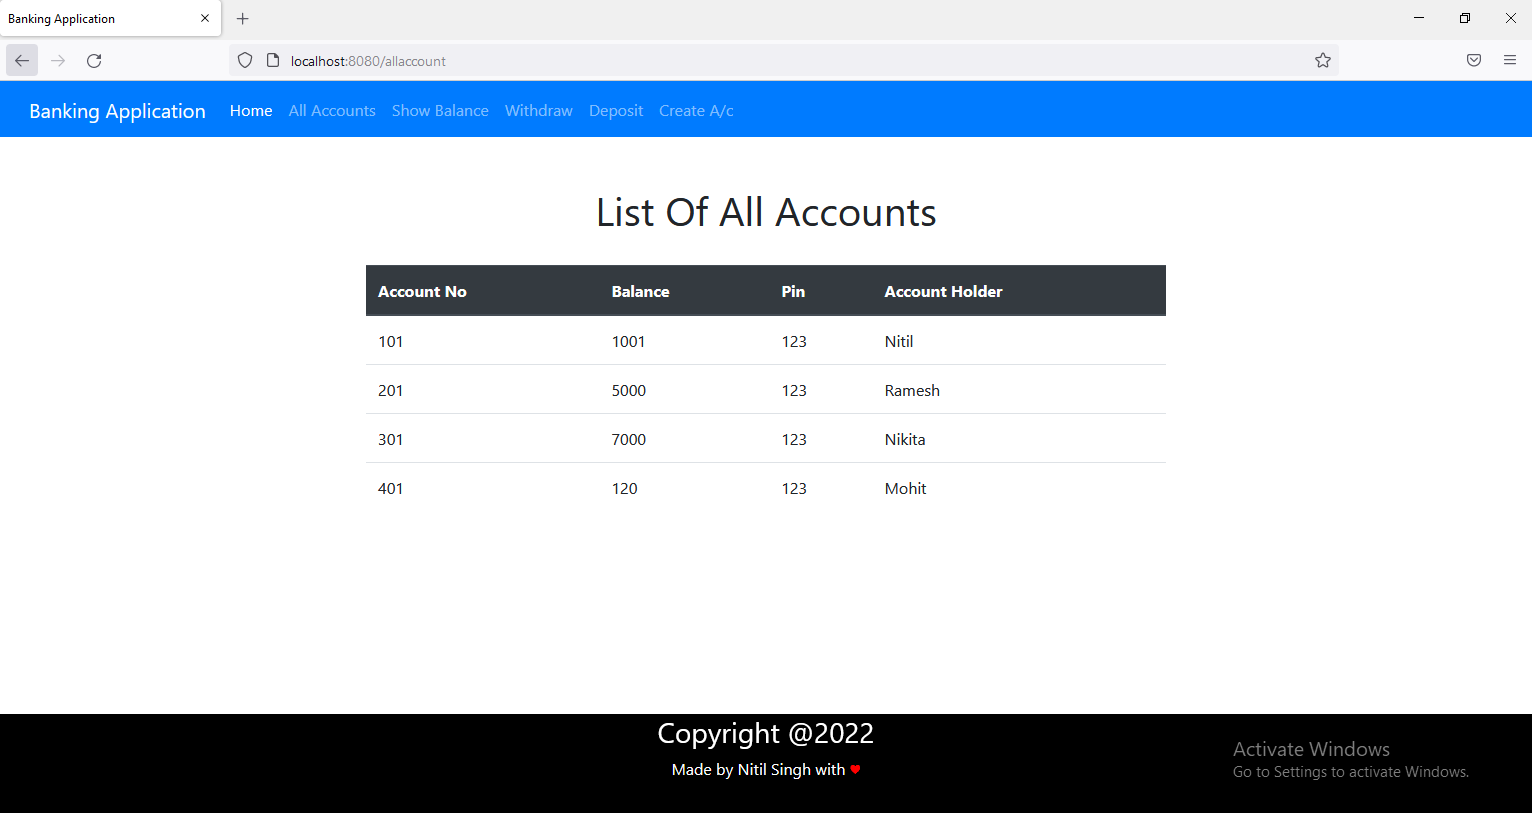 Banking Application
localhost:8080/allaccount
Banking Application Home All Accounts Show Balance Withdraw Deposit Create A/c
List Of All Accounts
Account No Balance Pin Account Holder
101 1001 123 Nitil
201 5000 123 Ramesh
301 7000 123 Nikita
401 120 123 Mohit
Copyright @2022
Made by Nitil Singh with
Activate Windows
Go to Settings to activate Windows.